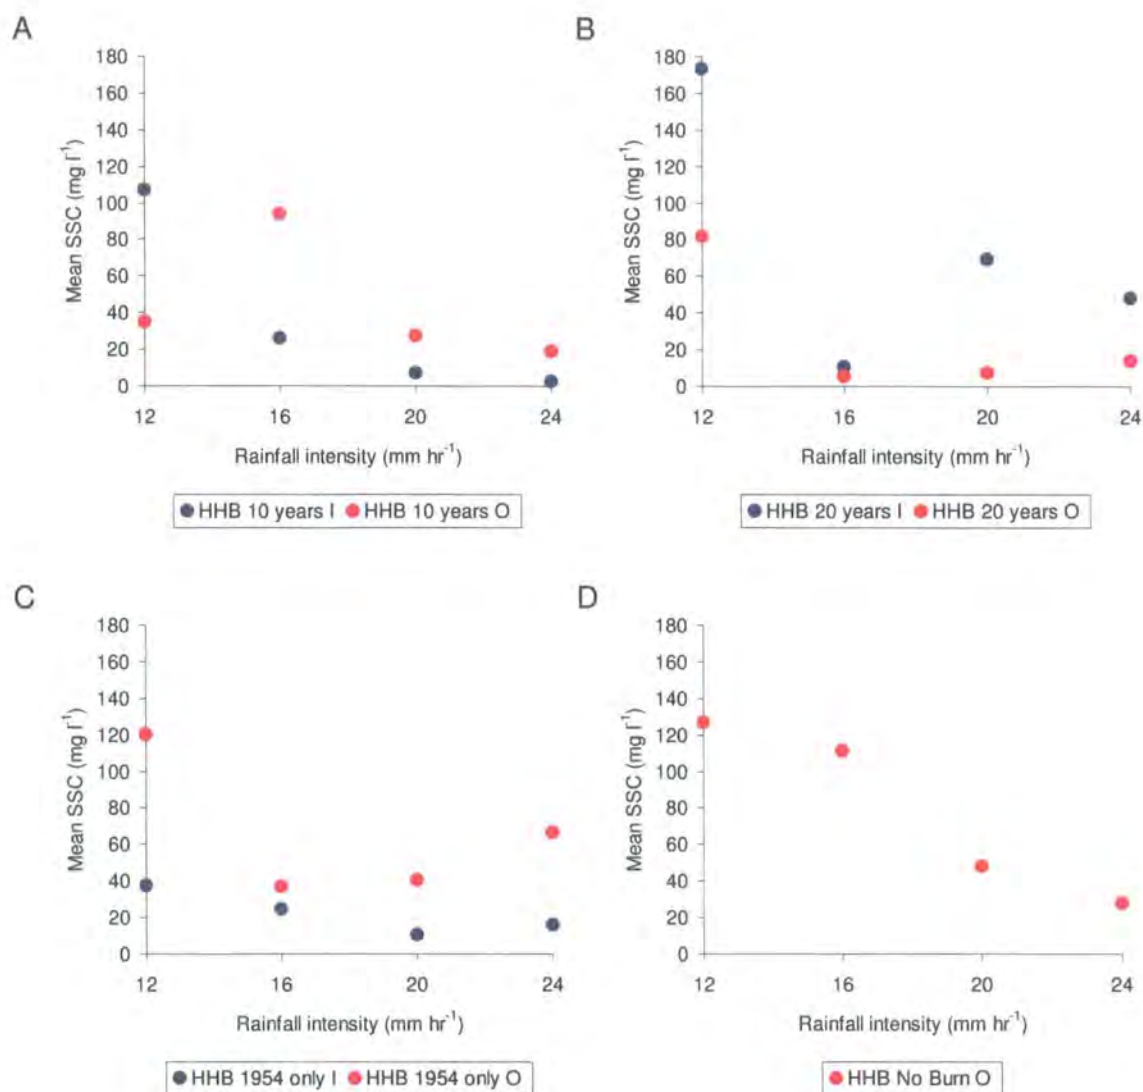 A
180
160
140
120
100
80
60
40
20
0
Mean SSC (mg l⁻¹)
12 16 20 24
Rainfall intensity (mm hr⁻¹)
HHB 10 years I HHB 10 years O
B
180
160
140
120
100
80
60
40
20
0
Mean SSC (mg l⁻¹)
12 16 20 24
Rainfall intensity (mm hr⁻¹)
HHB 20 years I HHB 20 years O
C
180
160
140
120
100
80
60
40
20
0
Mean SSC (mg l⁻¹)
12 16 20 24
Rainfall intensity (mm hr⁻¹)
HHB 1954 only I HHB 1954 only O
D
180
160
140
120
100
80
60
40
20
0
Mean SSC (mg l⁻¹)
12 16 20 24
Rainfall intensity (mm hr⁻¹)
HHB No Burn O